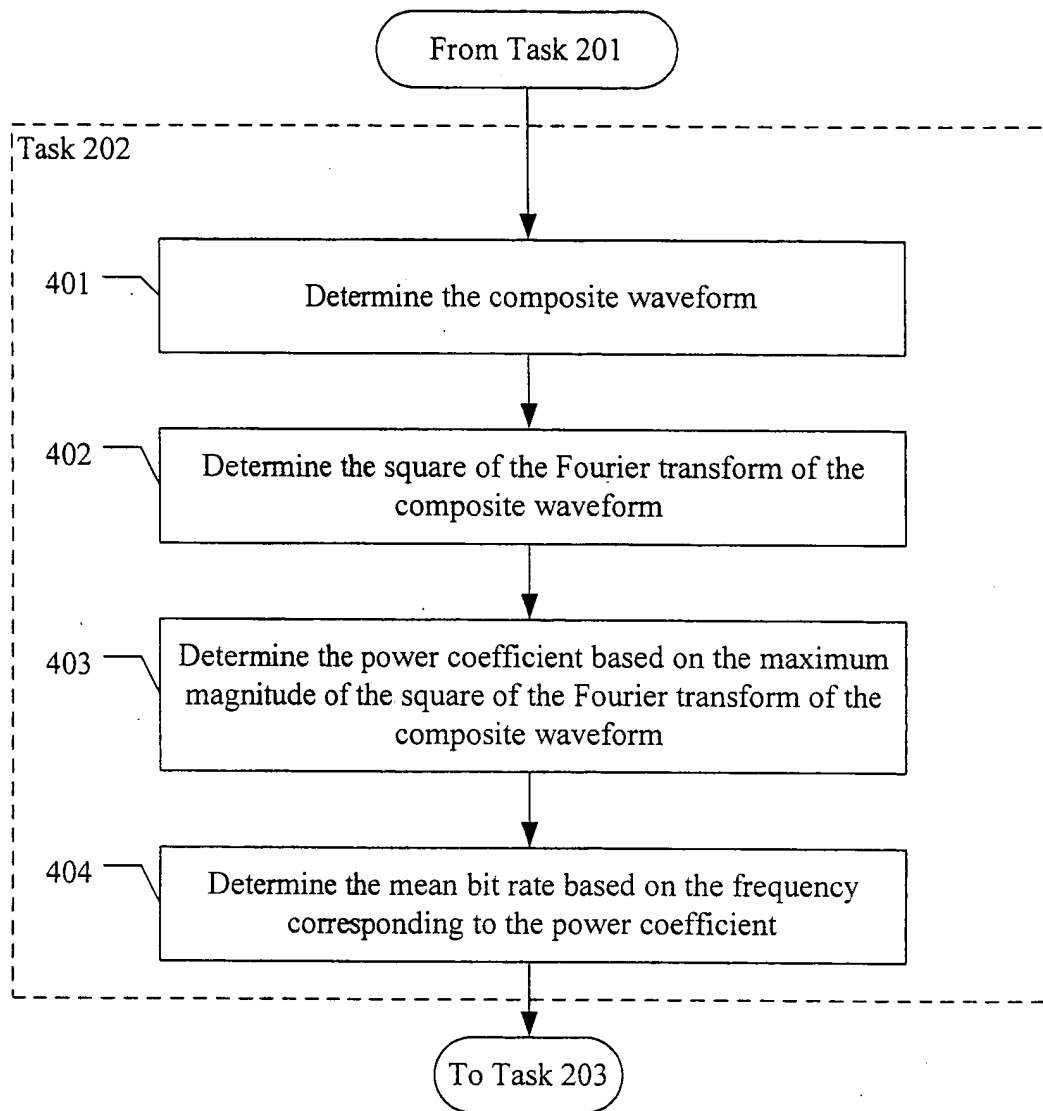 From Task 201
Task 202
401
Determine the composite waveform
402
Determine the square of the Fourier transform of the
composite waveform
403
Determine the power coefficient based on the maximum
magnitude of the square of the Fourier transform of the
composite waveform
404
Determine the mean bit rate based on the frequency
corresponding to the power coefficient
To Task 203